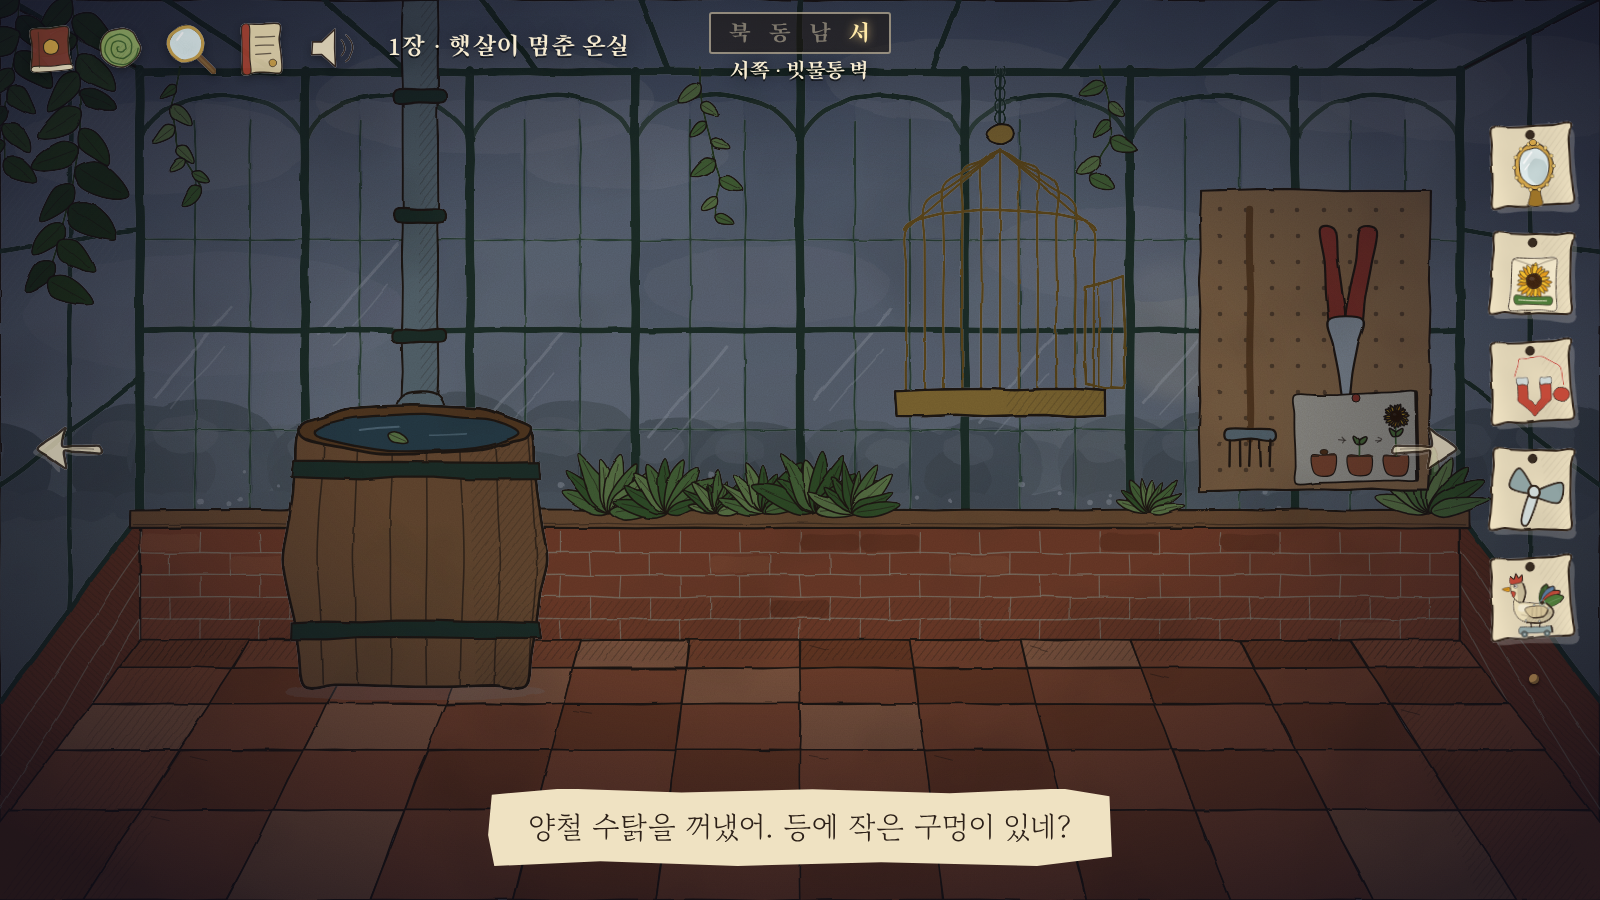 1장 · 햇살이 멈춘 온실
북 동 남 서
서쪽 · 빗물통 벽
양철 수탉을 꺼냈어. 등에 작은 구멍이 있네?